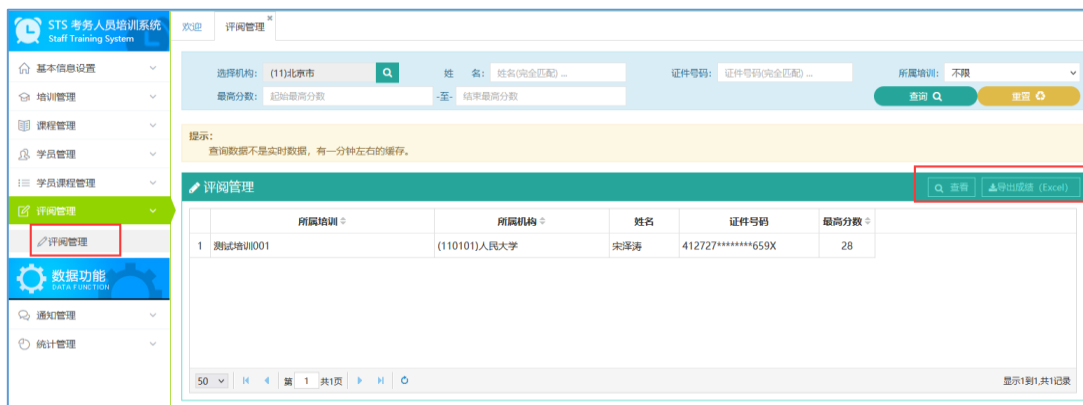 STS 考务人员培训系统
Staff Training System
欢迎 评阅管理
基本信息设置
培训管理
课程管理
学员管理
学员课程管理
评阅管理
评阅管理
数据功能
DATA FUNCTION
通知管理
统计管理
选择机构: (11)北京市 姓 名: 姓名(完全匹配) ... 证件号码: 证件号码(完全匹配) ... 所属培训: 不限
最高分数: 起始最高分数 -至- 结束最高分数 查询 重置
提示:
查询数据不是实时数据，有一分钟左右的缓存。
评阅管理 查看 导出成绩 (Excel)
所属培训 所属机构 姓名 证件号码 最高分数
1 测试培训001 (110101)人民大学 宋泽涛 412727********659X 28
50 第 1 共1页 显示1到1,共1记录